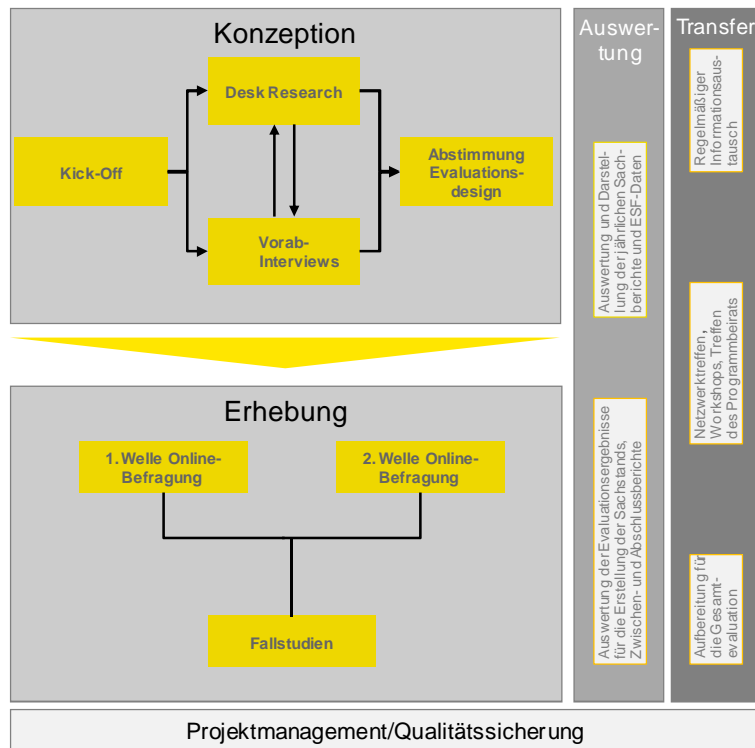 Konzeption
Desk Research
Kick-Off
Abstimmung
Evaluations-
design
Vorab-
Interviews
Erhebung
1. Welle Online-
Befragung
2. Welle Online-
Befragung
Fallstudien
Auswer-
tung
Auswertung und Darstel-
lung der jährlichen Sach-
berichte und ESF-Daten
Auswertung der Evaluationsergebnisse
für die Erstellung der Sachstands,
Zwischen- und Abschlussberichte
Transfer
Regelmäßiger
Informationsaus-
tausch
Netzwerktreffen,
Workshops, Treffen
des Programmbeirats
Aufbereitung für
die Gesamt-
evaluation
Projektmanagement/Qualitätssicherung